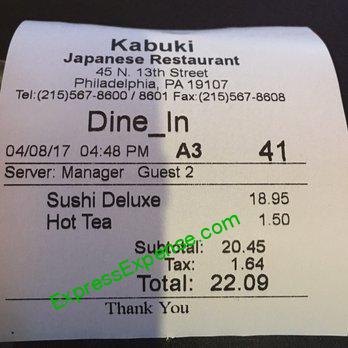 Kabuki
Japanese Restaurant
45 N. 13th Street
Philadelphia, PA 19107
Tel:(215)567-8600 / 8601 Fax:(215)567-8608
Dine_In
04/08/17 04:48 PM A3 41
Server: Manager Guest 2
Sushi Deluxe 18.95
Hot Tea 1.50
Subtotal: 20.45
Tax: 1.64
Total: 22.09
Thank You
ExpressExpense.com